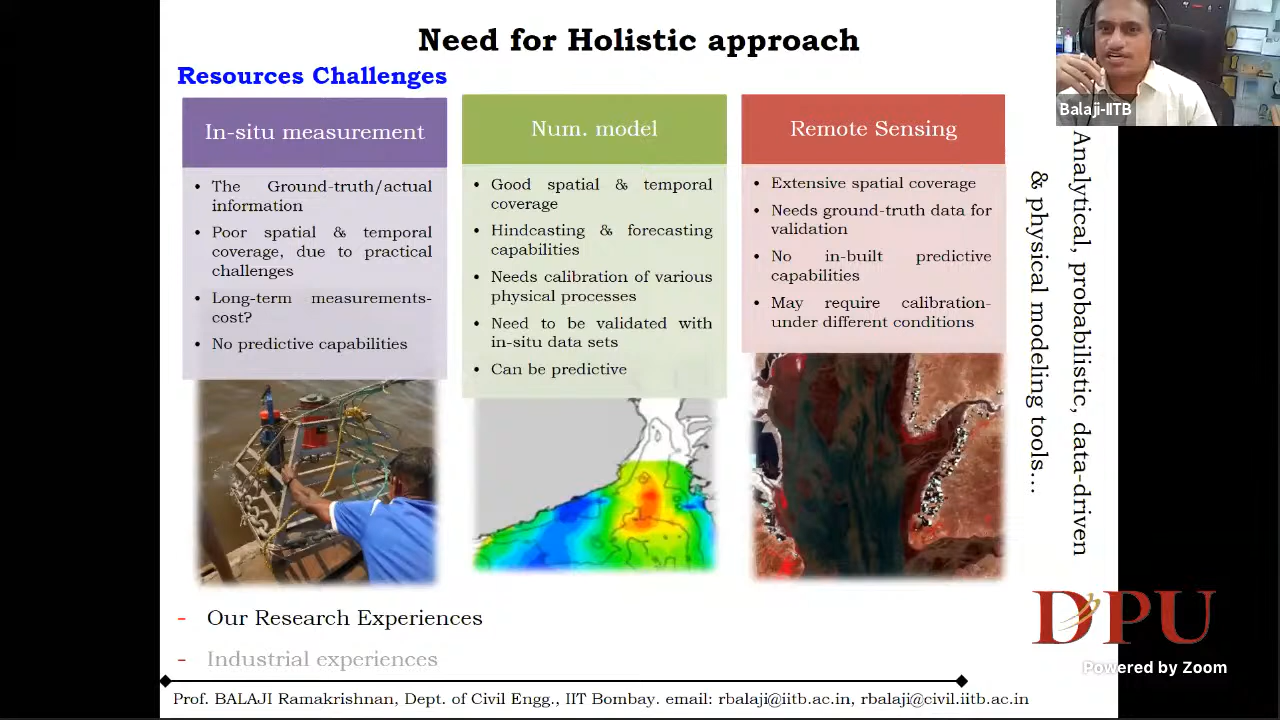 Need for Holistic approach
Resources Challenges
In-situ measurement
• The Ground-truth/actual
information
• Poor spatial & temporal
coverage, due to practical
challenges
• Long-term measurements-
cost?
• No predictive capabilities
Num. model
• Good spatial & temporal
coverage
• Hindcasting & forecasting
capabilities
• Needs calibration of various
physical processes
• Need to be validated with
in-situ data sets
• Can be predictive
Remote Sensing
• Extensive spatial coverage
• Needs ground-truth data for
validation
• No in-built predictive
capabilities
• May require calibration-
under different conditions
Analytical, probabilistic, data-driven
& physical modeling tools...
Balaji-IITB
- Our Research Experiences
- Industrial experiences
Prof. BALAJI Ramakrishnan, Dept. of Civil Engg., IIT Bombay. email: rbalaji@iitb.ac.in, rbalaji@civil.iitb.ac.in
DPU
Powered by Zoom